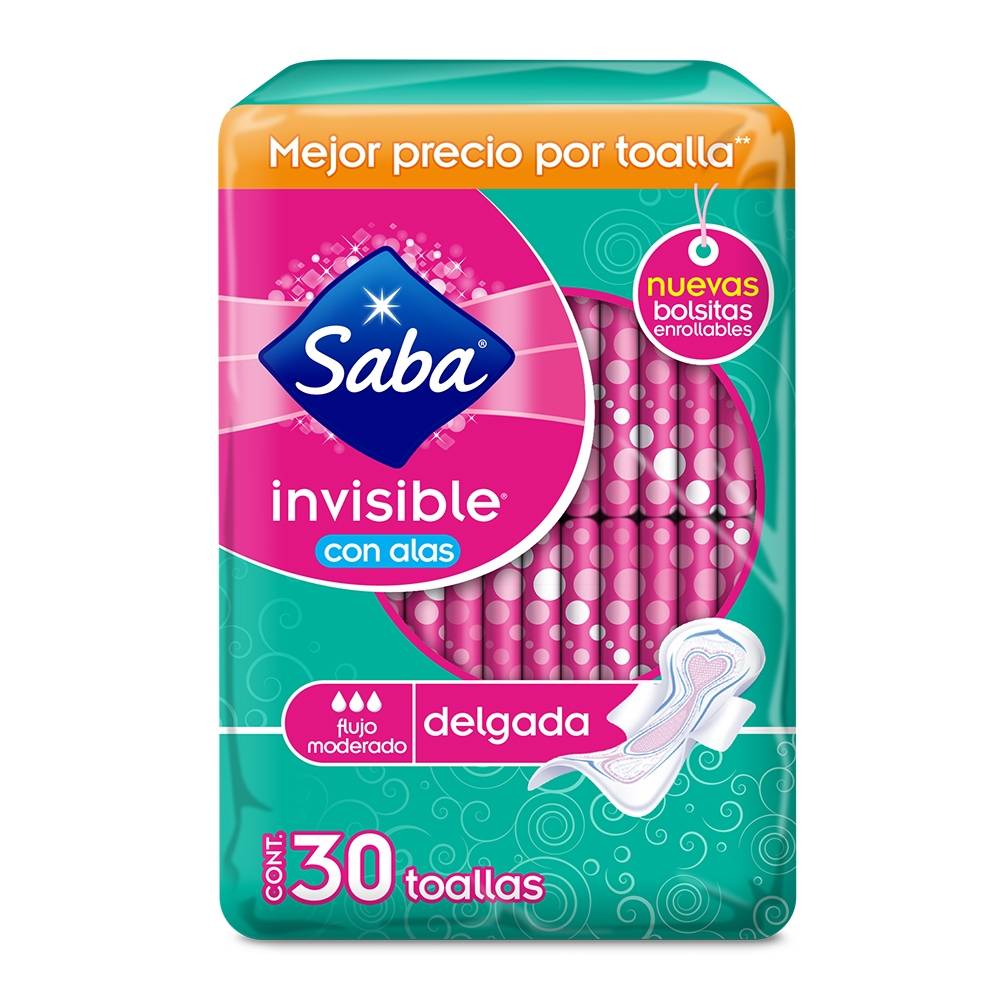 Mejor precio por toalla**
nuevas
bolsitas
enrollables
Saba®
invisible®
con alas
flujo
moderado
delgada
CONT. 30 toallas